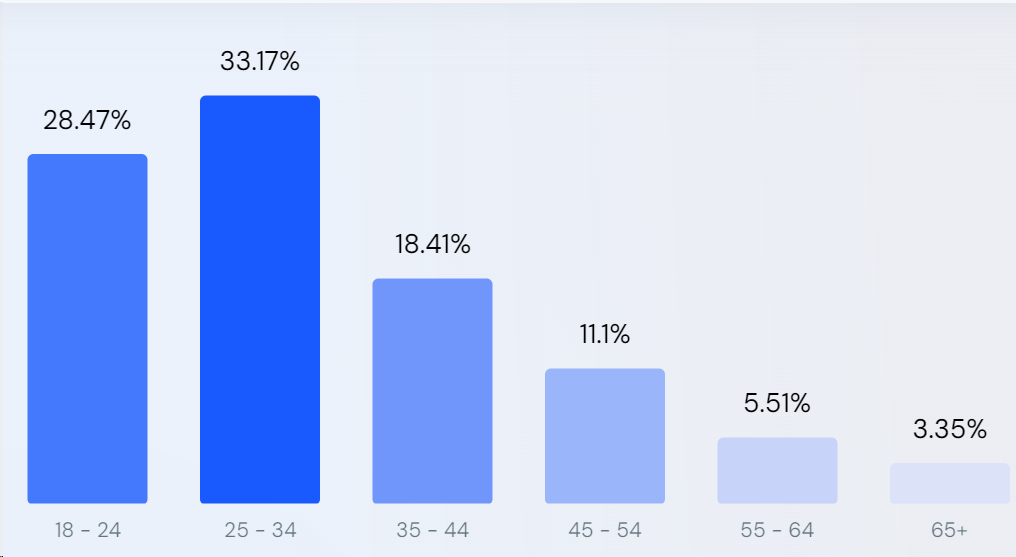 28.47%
33.17%
18.41%
11.1%
5.51%
3.35%
18 - 24
25 - 34
35 - 44
45 - 54
55 - 64
65+